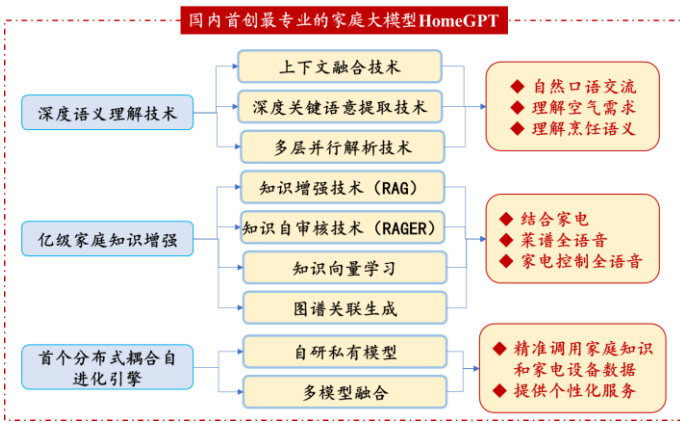 国内首创最专业的家庭大模型HomeGPT
深度语义理解技术
上下文融合技术
深度关键语意提取技术
多层并行解析技术
◆ 自然口语交流
◆ 理解空气需求
◆ 理解烹饪语义
亿级家庭知识增强
知识增强技术（RAG）
知识自审核技术（RAGER）
知识向量学习
图谱关联生成
◆ 结合家电
◆ 菜谱全语音
◆ 家电控制全语音
首个分布式耦合自
进化引擎
自研私有模型
多模型融合
◆ 精准调用家庭知识
和家电设备数据
◆ 提供个性化服务